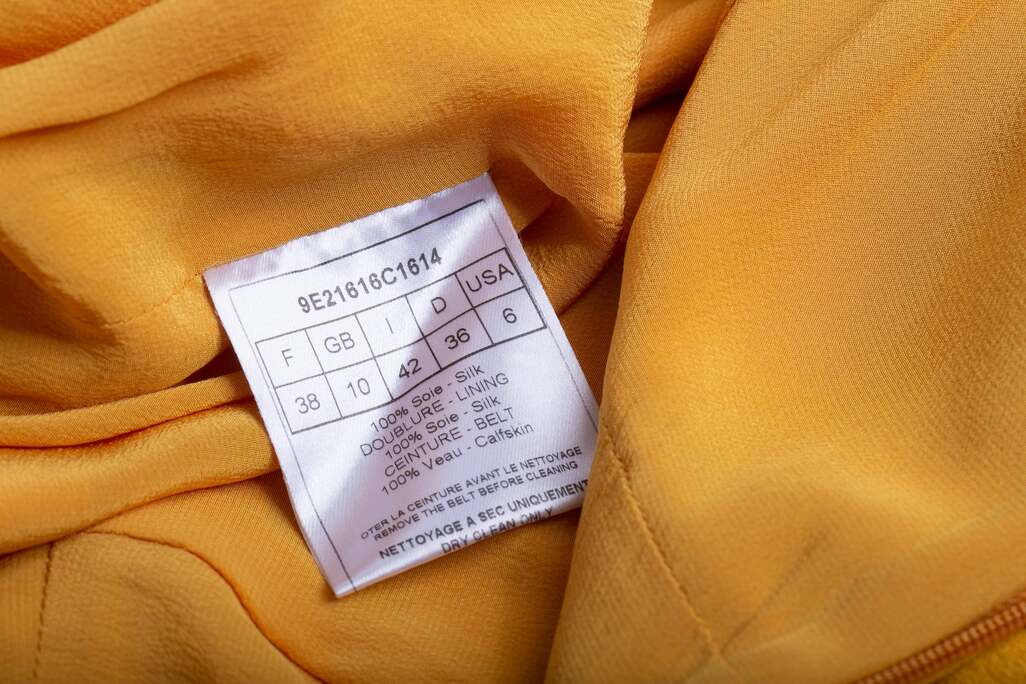 9E21616C1614
F GB I D USA
38 10 42 36 6
100% Soie - Silk
DOUBLURE - LINING
100% Soie - Silk
CEINTURE - BELT
100% Veau - Calfskin
OTER LA CEINTURE AVANT LE NETTOYAGE
REMOVE THE BELT BEFORE CLEANING
NETTOYAGE A SEC UNIQUEMENT
DRY CLEAN ONLY